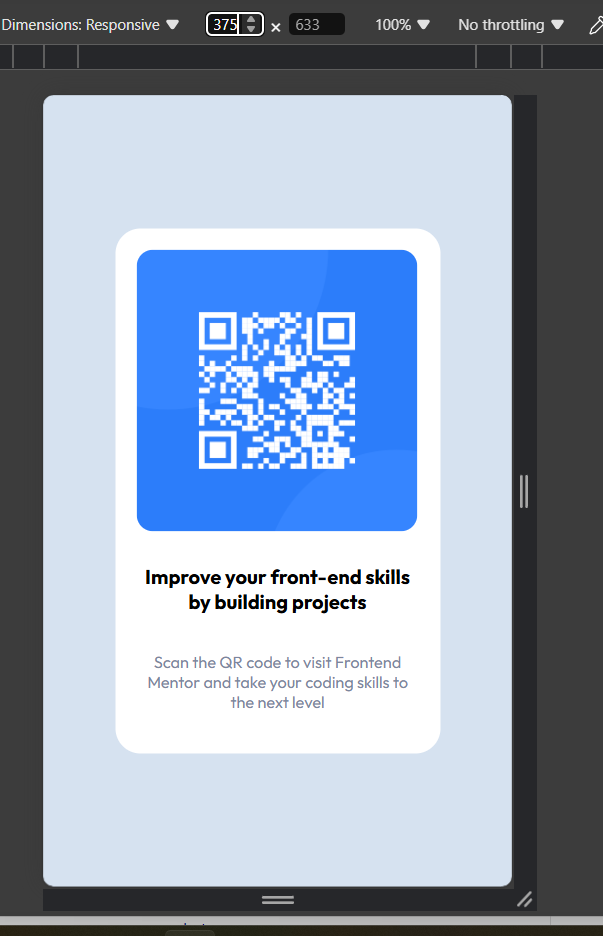 Dimensions: Responsive 375 × 633 100% No throttling
Improve your front-end skills
by building projects
Scan the QR code to visit Frontend
Mentor and take your coding skills to
the next level